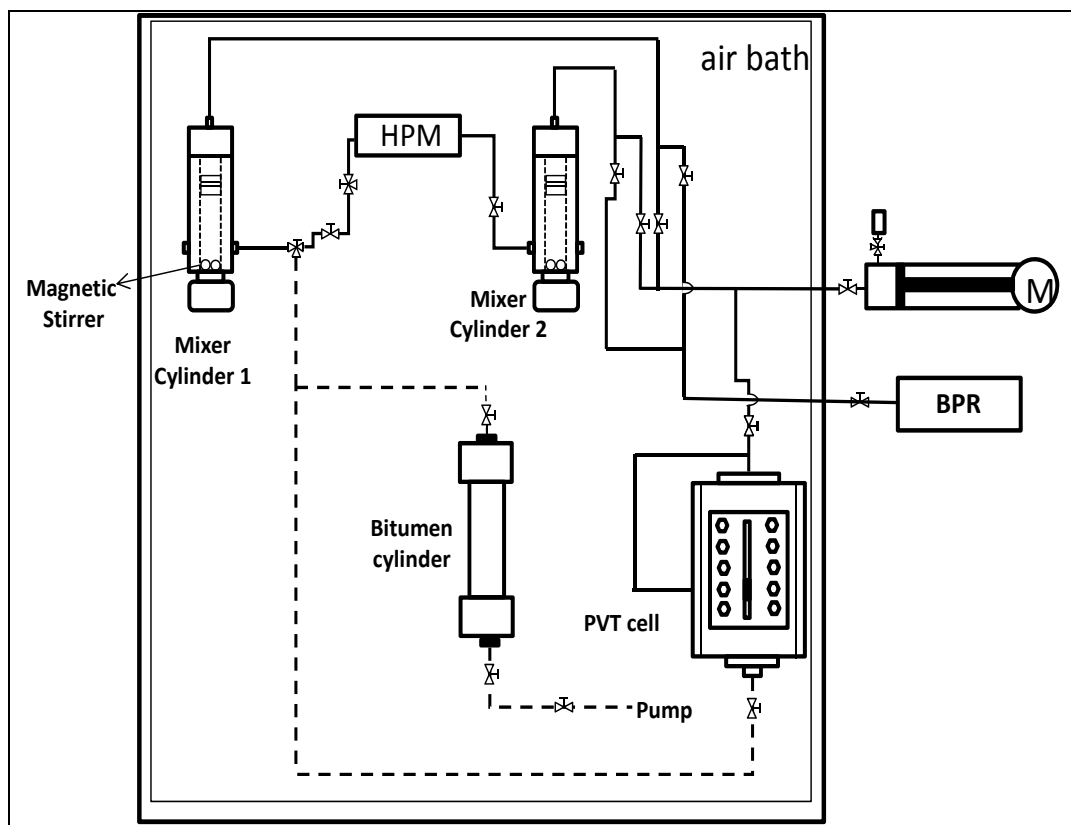 air bath
HPM
Magnetic
Stirrer
Mixer
Cylinder 1
Mixer
Cylinder 2
M
BPR
Bitumen
cylinder
PVT cell
Pump